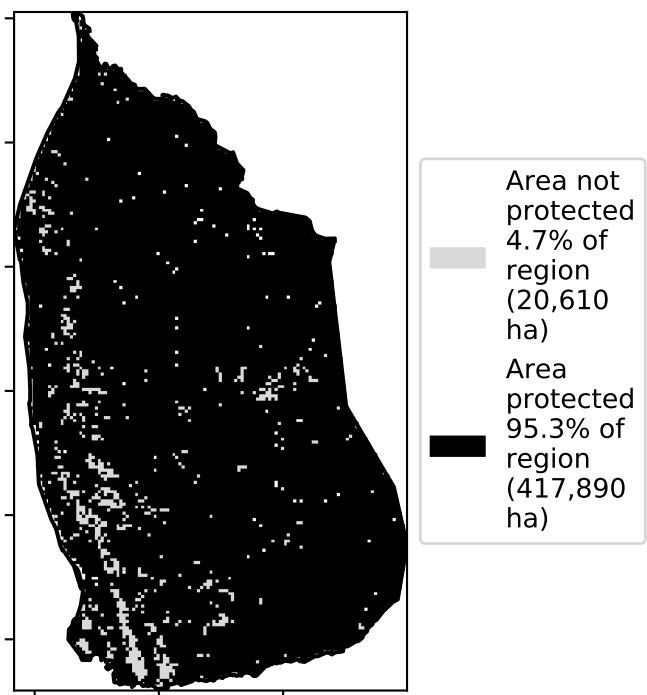 Area not
protected
4.7% of
region
(20,610
ha)
Area
protected
95.3% of
region
(417,890
ha)